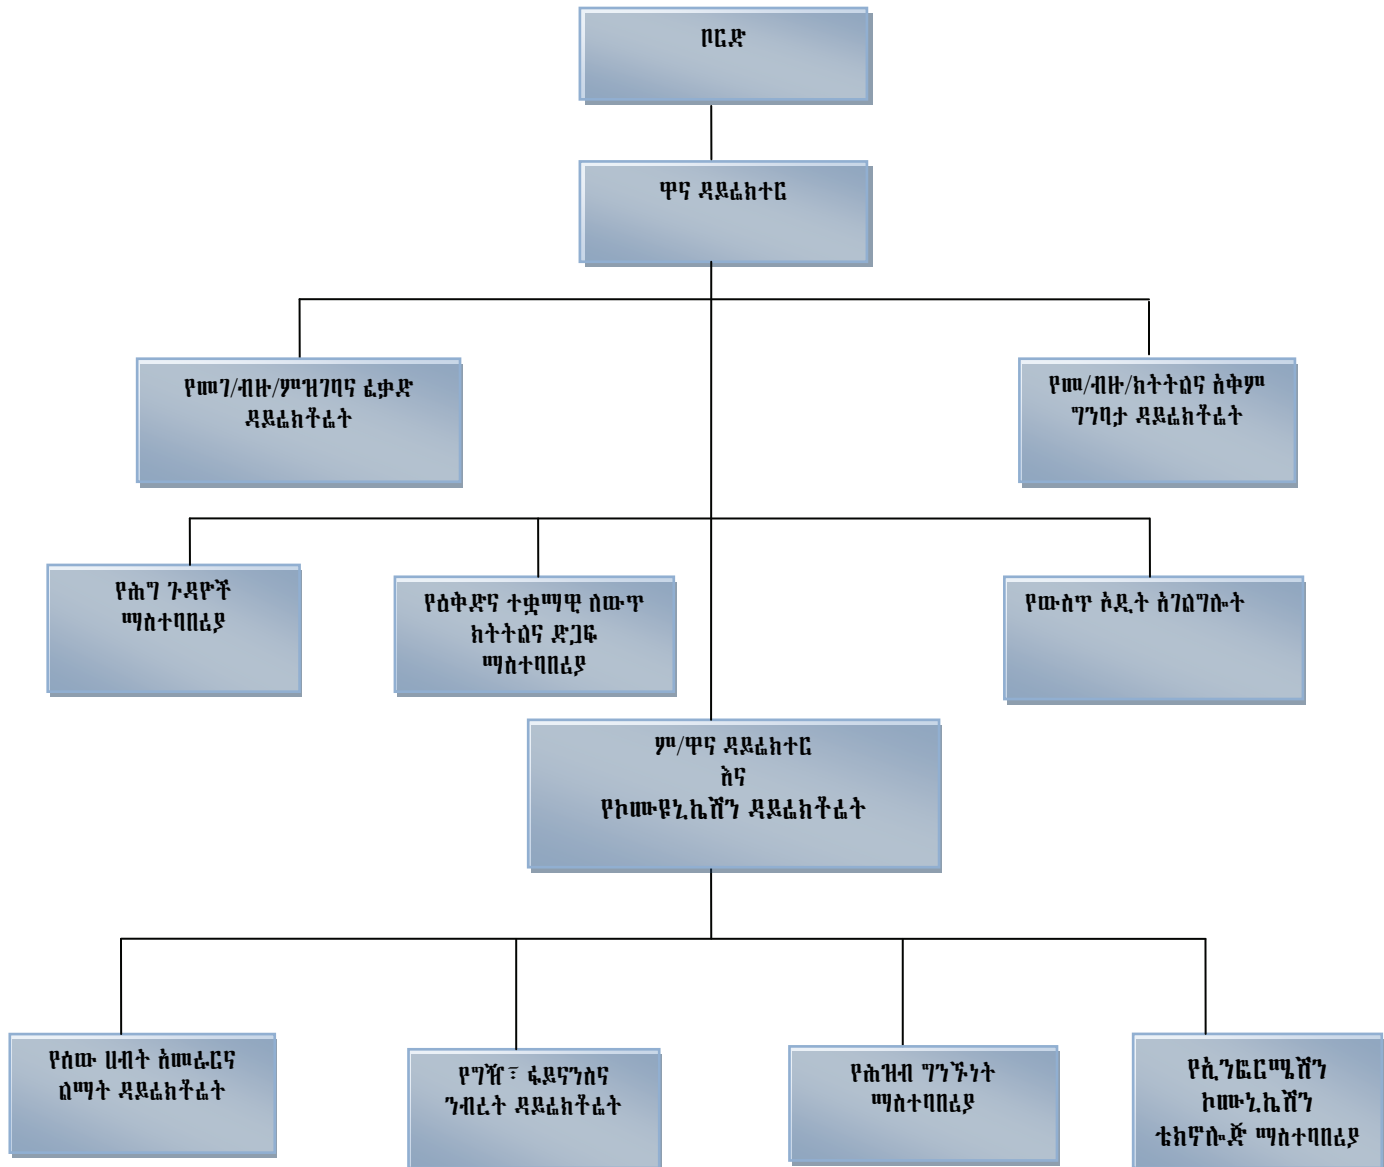 ቦርድ
ዋና ዳይሬክተር
የመገ/ብዙ/ምዝገባና ፈቃድ
ዳይሬክቶሬት
የመ/ብዙ/ክትትልና አቅም
ግንባታ ዳይሬክቶሬት
የሕግ ጉዳዮች
ማስተባበሪያ
የዕቅድና ተቋማዊ ለውጥ
ክትትልና ድጋፍ
ማስተባበሪያ
የውስጥ ኦዲት አገልግሎት
ም/ዋና ዳይሬክተር
እና
የኮሙዩኒኬሽን ዳይሬክቶሬት
የሰው ሀብት አመራርና
ልማት ዳይሬክቶሬት
የግዥ፣ ፋይናንስና
ንብረት ዳይሬክቶሬት
የሕዝብ ግንኙነት
ማስተባበሪያ
የኢንፎርሜሽን
ኮሙኒኬሽን
ቴክኖሎጅ ማስተባበሪያ